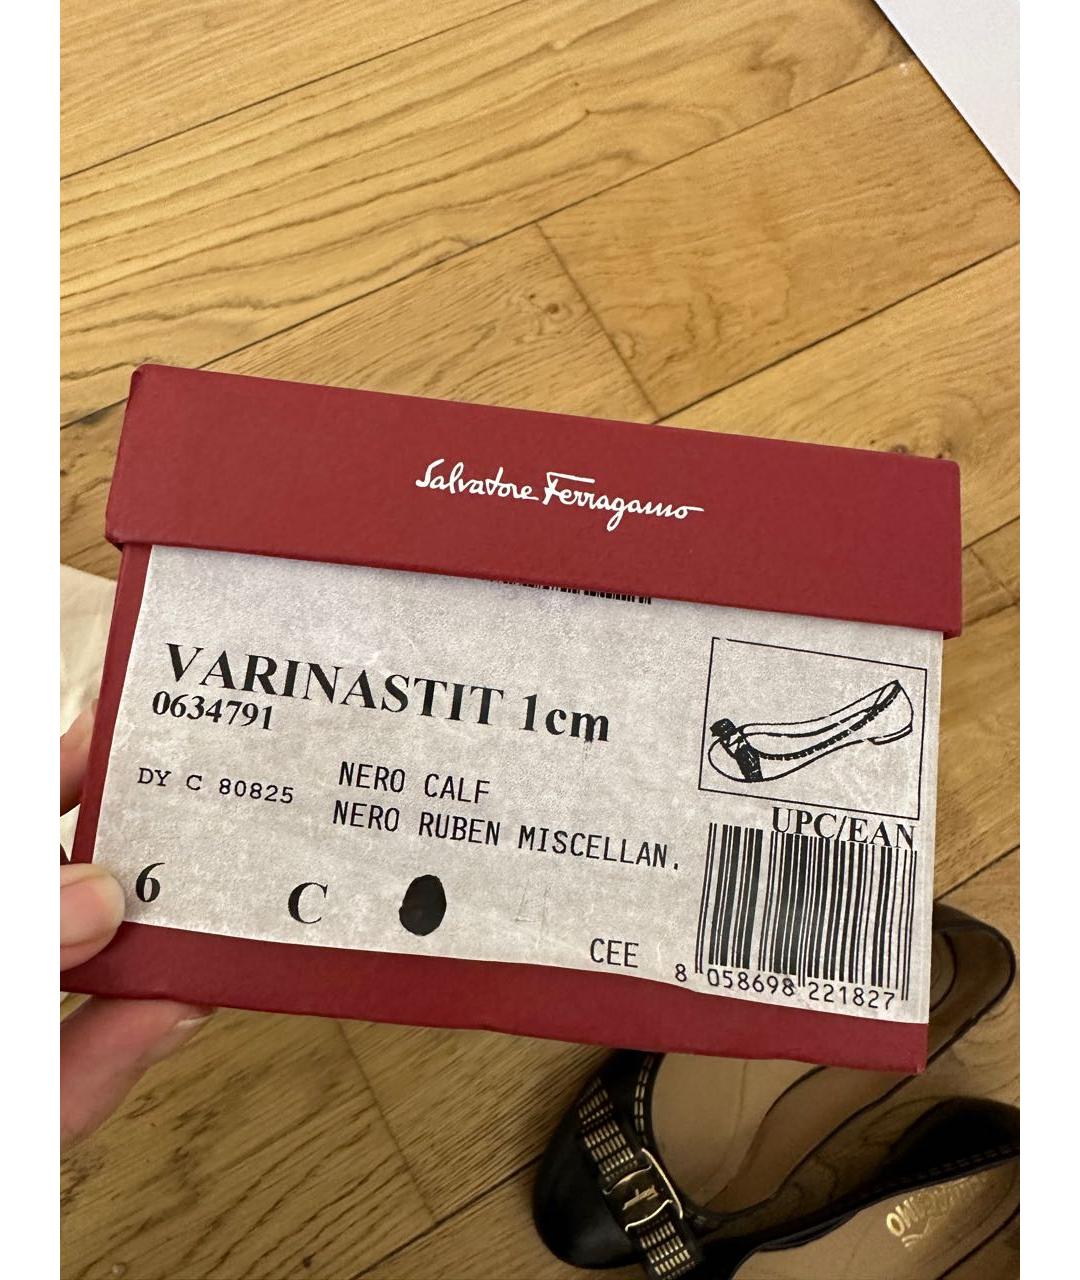 Salvatore Ferragamo
VARINASTIT 1cm
0634791
DY C 80825
NERO CALF
NERO RUBEN MISCELLAN.
6 C
CEE
UPC/EAN
8 058698 221827